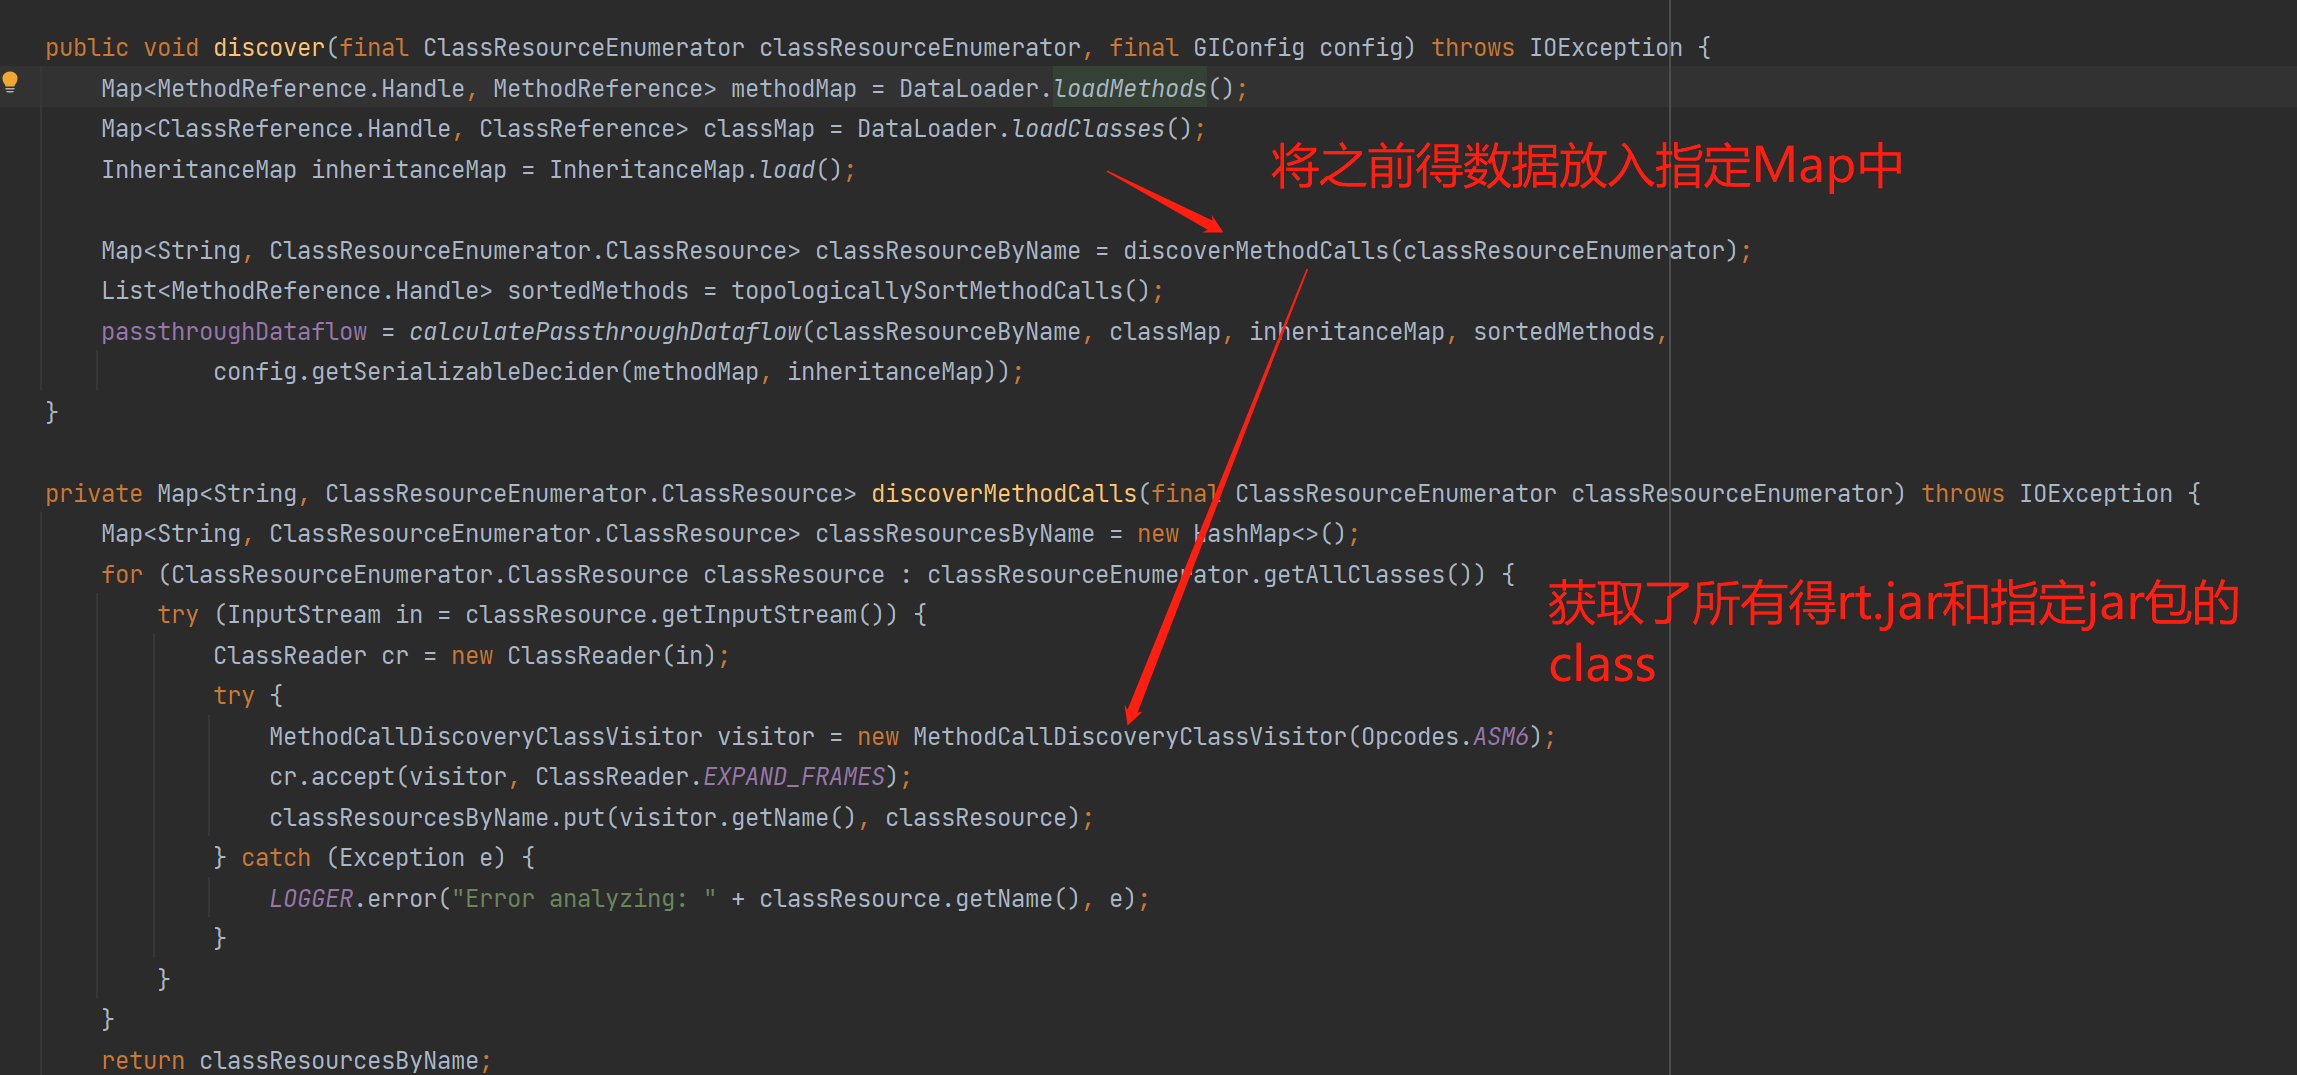 public void discover(final ClassResourceEnumerator classResourceEnumerator, final GIConfig config) throws IOException {
Map<MethodReference.Handle, MethodReference> methodMap = DataLoader.loadMethods();
Map<ClassReference.Handle, ClassReference> classMap = DataLoader.loadClasses();
InheritanceMap inheritanceMap = InheritanceMap.load();
将之前得数据放入指定Map中
Map<String, ClassResourceEnumerator.ClassResource> classResourceByName = discoverMethodCalls(classResourceEnumerator);
List<MethodReference.Handle> sortedMethods = topologicallySortMethodCalls();
passthroughDataflow = calculatePassthroughDataflow(classResourceByName, classMap, inheritanceMap, sortedMethods,
config.getSerializableDecider(methodMap, inheritanceMap));
}
private Map<String, ClassResourceEnumerator.ClassResource> discoverMethodCalls(final ClassResourceEnumerator classResourceEnumerator) throws IOException {
Map<String, ClassResourceEnumerator.ClassResource> classResourcesByName = new HashMap<>();
for (ClassResourceEnumerator.ClassResource classResource : classResourceEnumerator.getAllClasses()) {
try (InputStream in = classResource.getInputStream()) {
ClassReader cr = new ClassReader(in);
获取了所有得rt.jar和指定jar包的
class
try {
MethodCallDiscoveryClassVisitor visitor = new MethodCallDiscoveryClassVisitor(Opcodes.ASM6);
cr.accept(visitor, ClassReader.EXPAND_FRAMES);
classResourcesByName.put(visitor.getName(), classResource);
} catch (Exception e) {
LOGGER.error("Error analyzing: " + classResource.getName(), e);
}
}
}
return classResourcesByName;